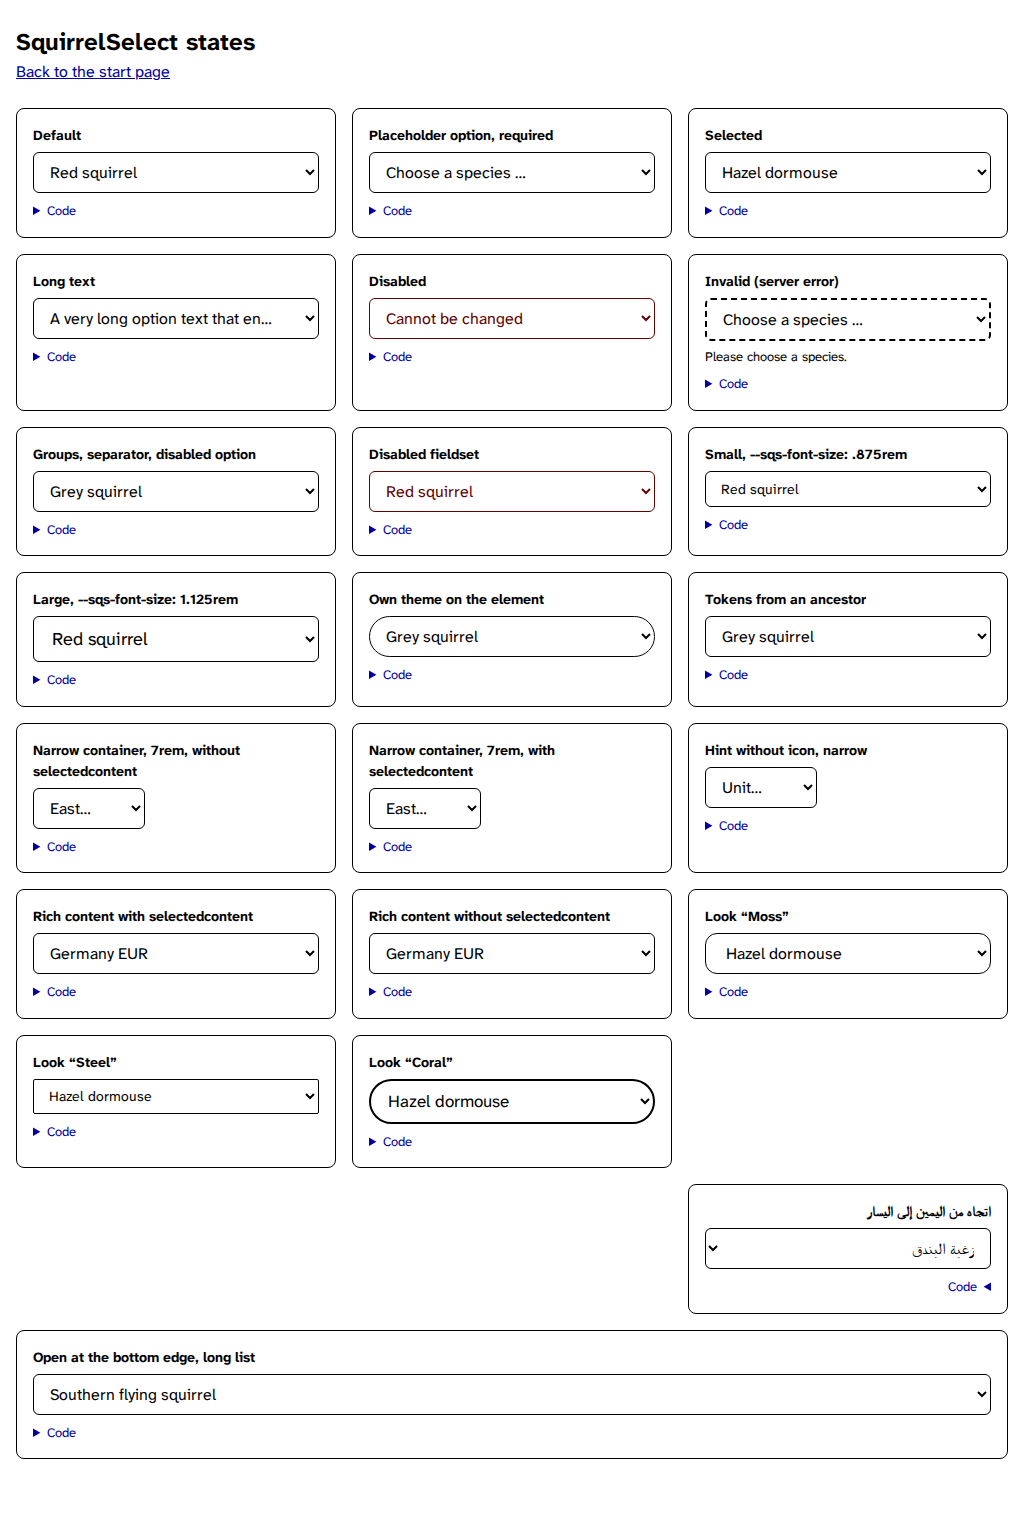 SquirrelSelect states
Back to the start page
Default
Red squirrel
Code
Placeholder option, required
Choose a species ...
Code
Selected
Hazel dormouse
Code
Long text
A very long option text that en...
Code
Disabled
Cannot be changed
Code
Invalid (server error)
Choose a species ...
Please choose a species.
Code
Groups, separator, disabled option
Grey squirrel
Code
Disabled fieldset
Red squirrel
Code
Small, --sqs-font-size: .875rem
Red squirrel
Code
Large, --sqs-font-size: 1.125rem
Red squirrel
Code
Own theme on the element
Grey squirrel
Code
Tokens from an ancestor
Grey squirrel
Code
Narrow container, 7rem, without
selectedcontent
East...
Code
Narrow container, 7rem, with
selectedcontent
East...
Code
Hint without icon, narrow
Unit...
Code
Rich content with selectedcontent
Germany EUR
Code
Rich content without selectedcontent
Germany EUR
Code
Look “Moss”
Hazel dormouse
Code
Look “Steel”
Hazel dormouse
Code
Look “Coral”
Hazel dormouse
Code
اتجاه من اليمين إلى اليسار
زغبة البندق
Code
Open at the bottom edge, long list
Southern flying squirrel
Code